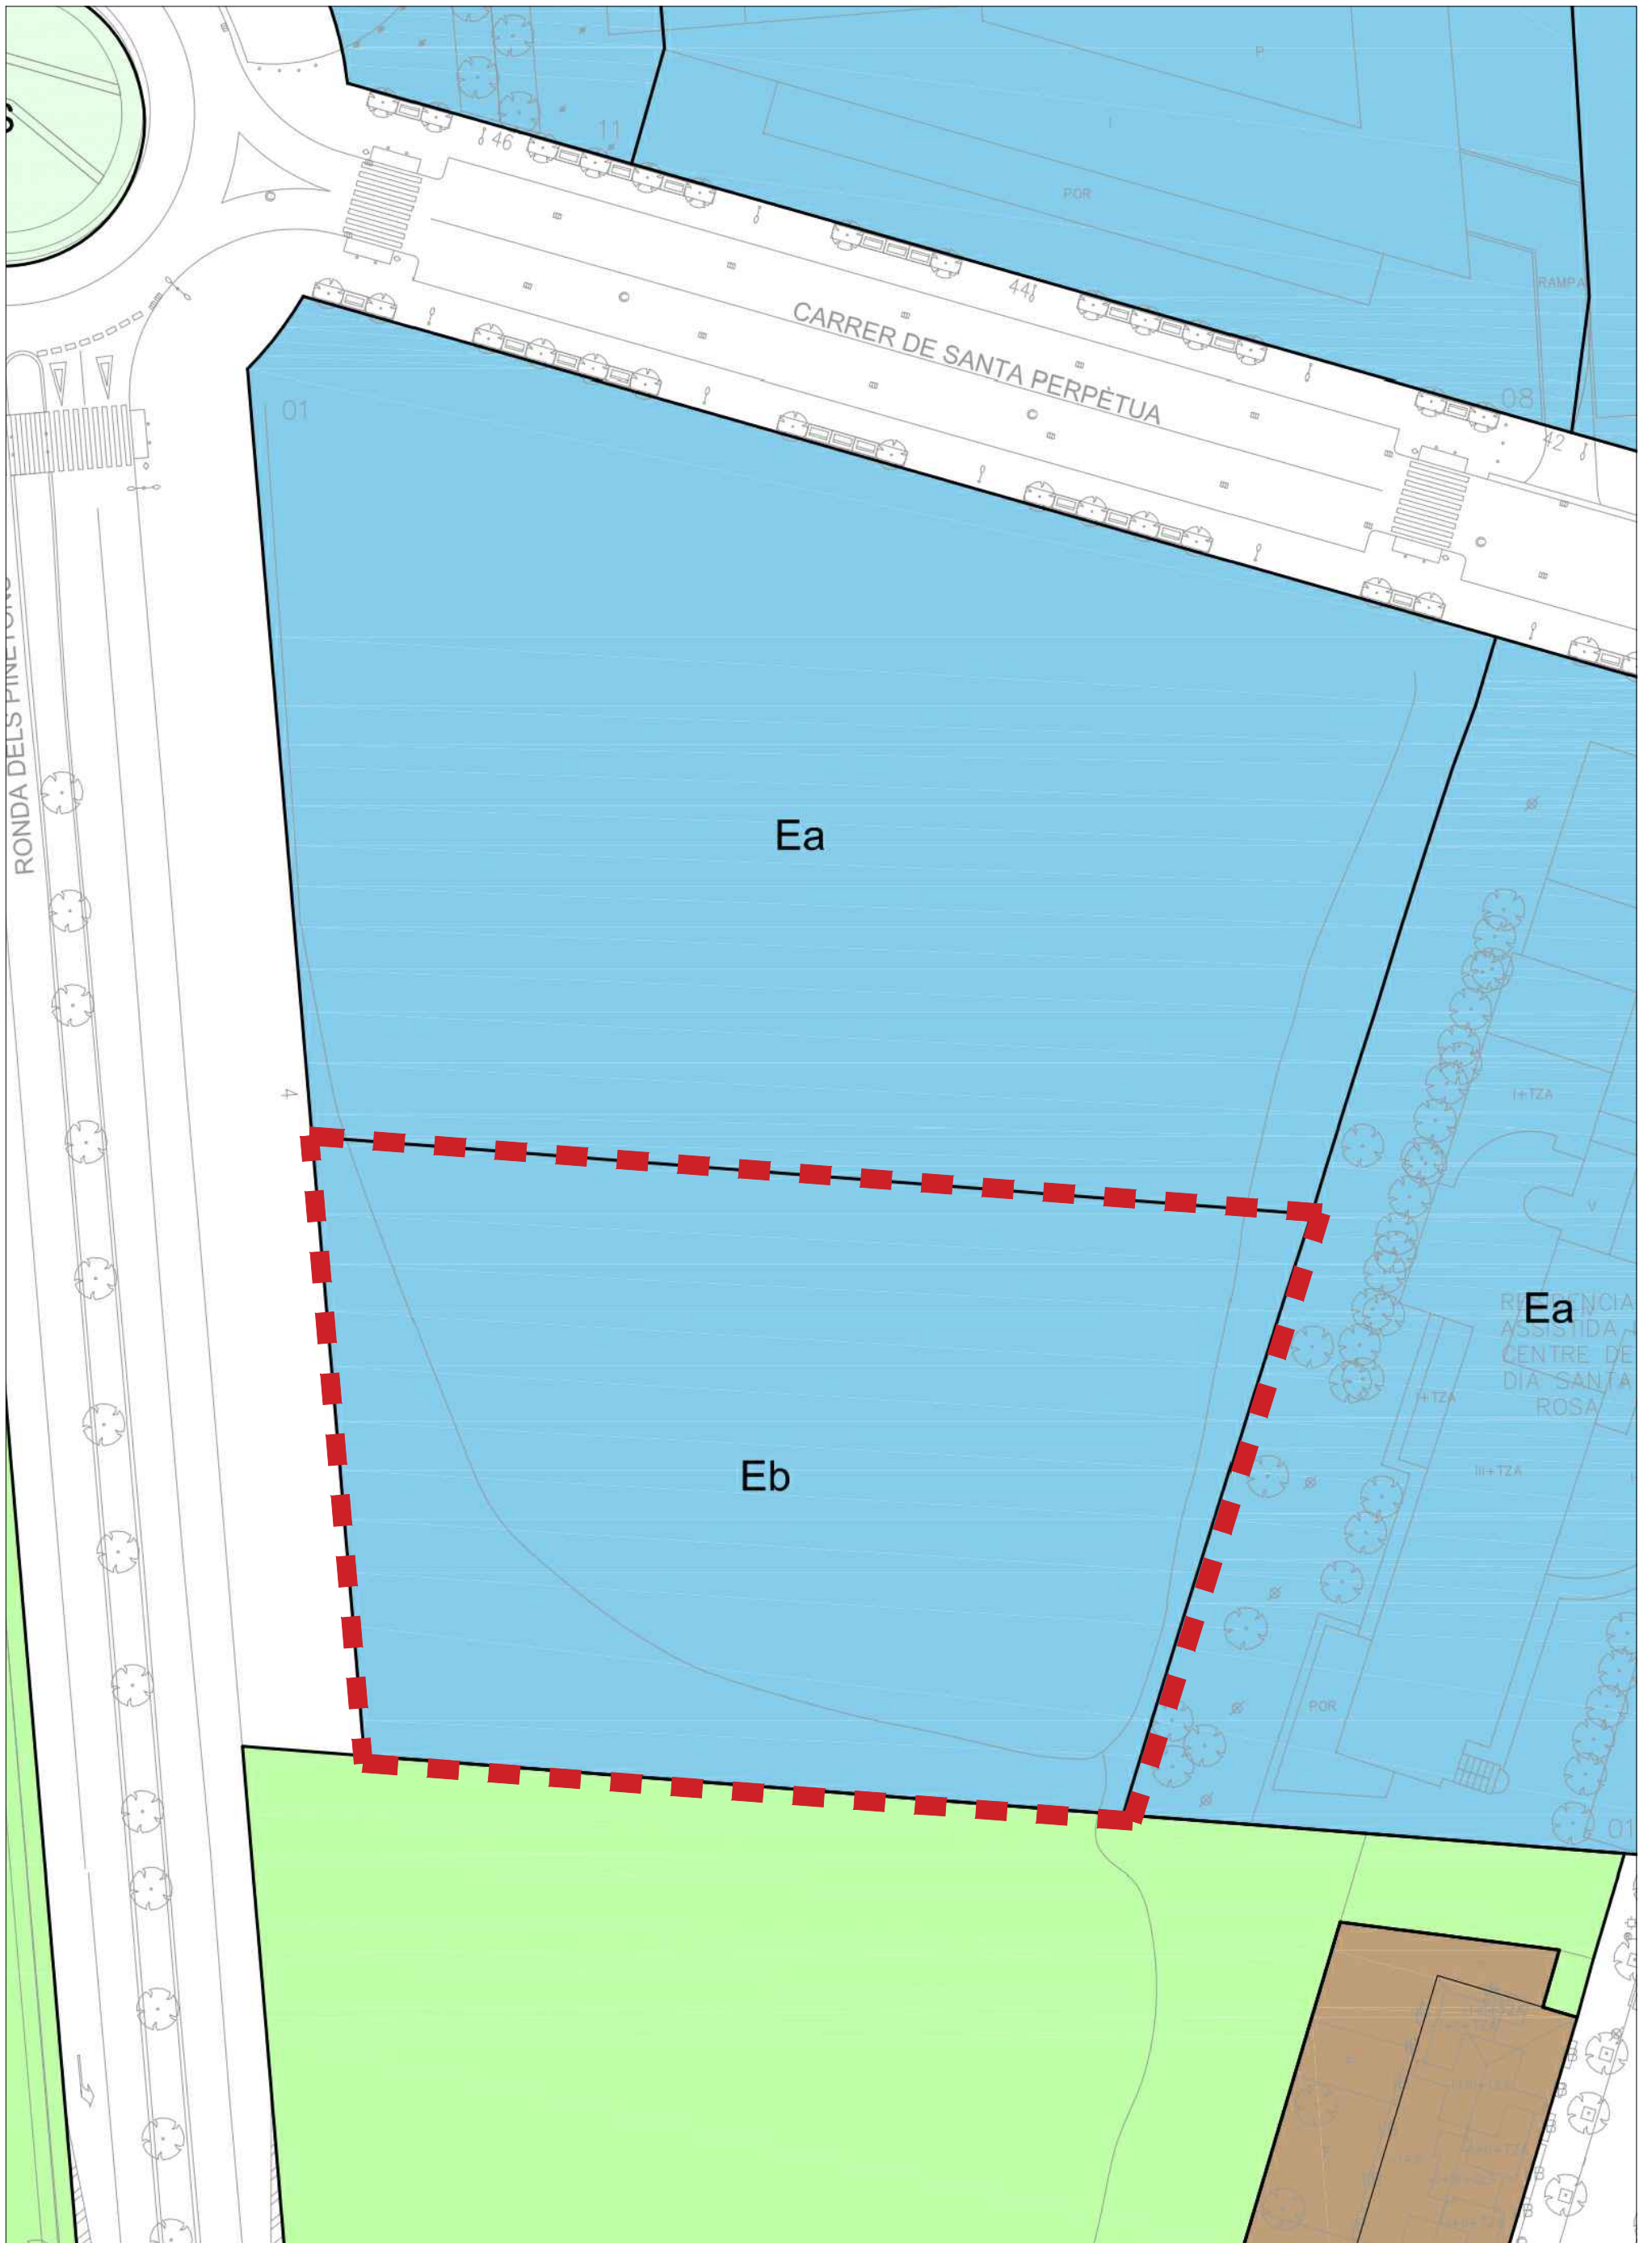 S
P
I
11
46
POR
RAMPA
44
CARRER DE SANTA PERPÈTUA
08
42
01
RONDA DELS PINETONS
Ea
4
I+TZA
V
Ea
RESIDENCIA
ASSISTIDA I
CENTRE DE
DIA SANTA
ROSA
I+TZA
Eb
III+TZA
POR
01